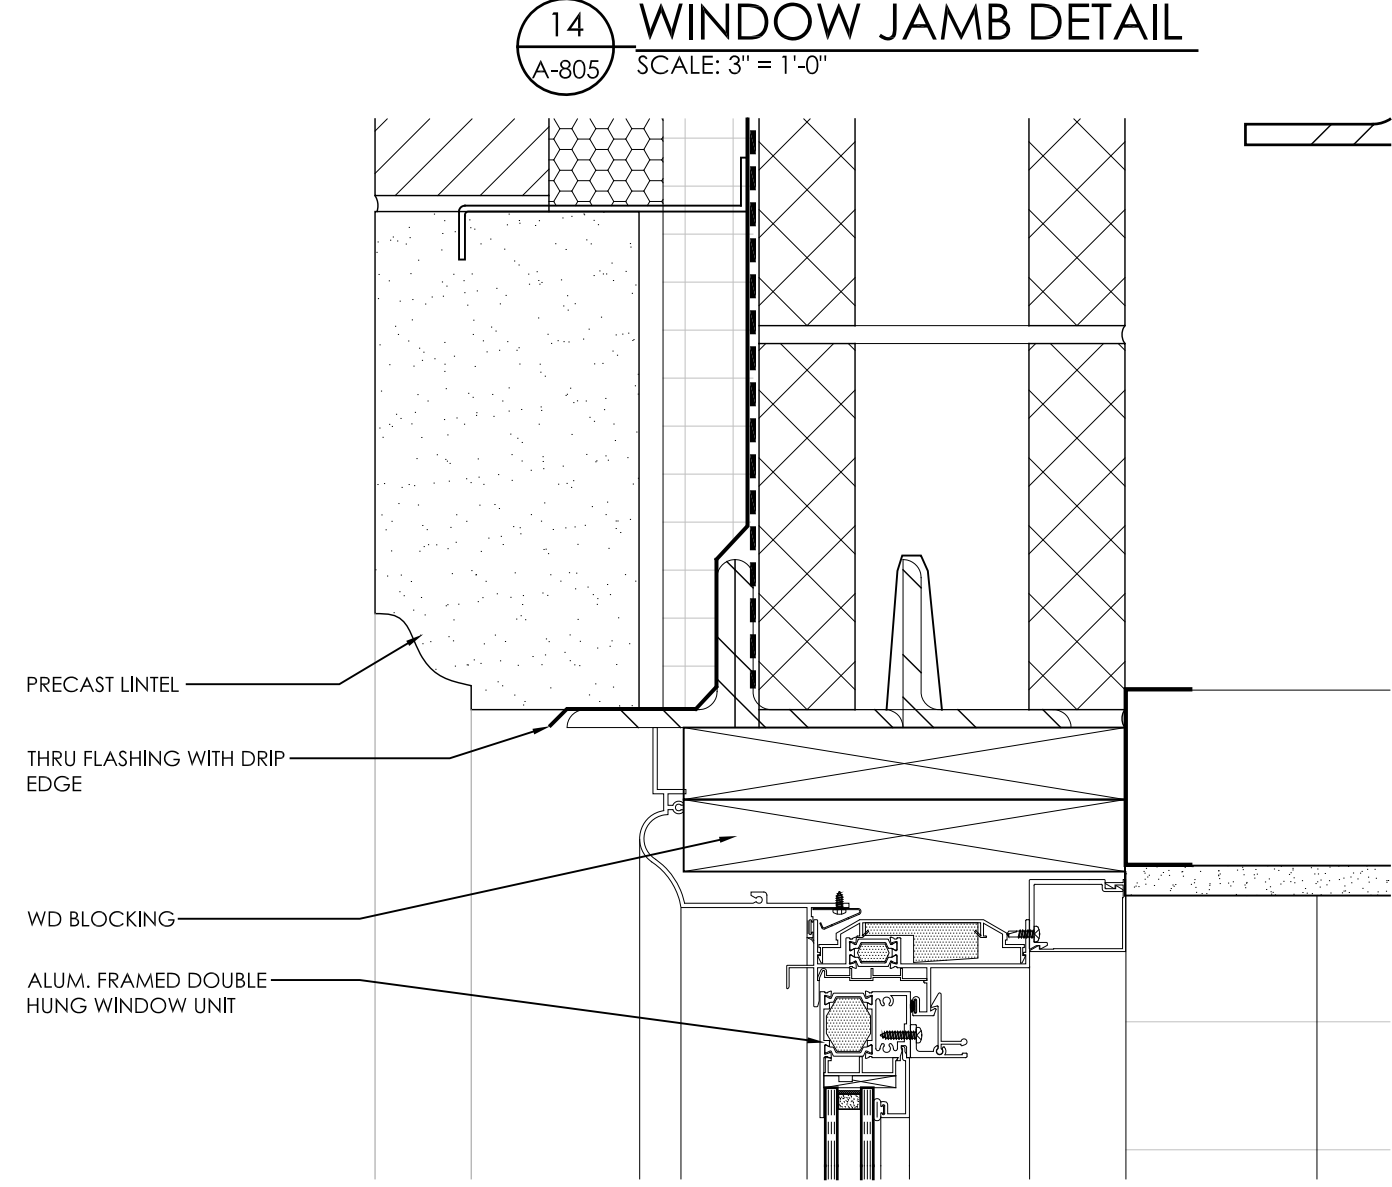 14
A-805
WINDOW JAMB DETAIL
SCALE: 3" = 1'-0"
PRECAST LINTEL
THRU FLASHING WITH DRIP
EDGE
WD BLOCKING
ALUM. FRAMED DOUBLE
HUNG WINDOW UNIT